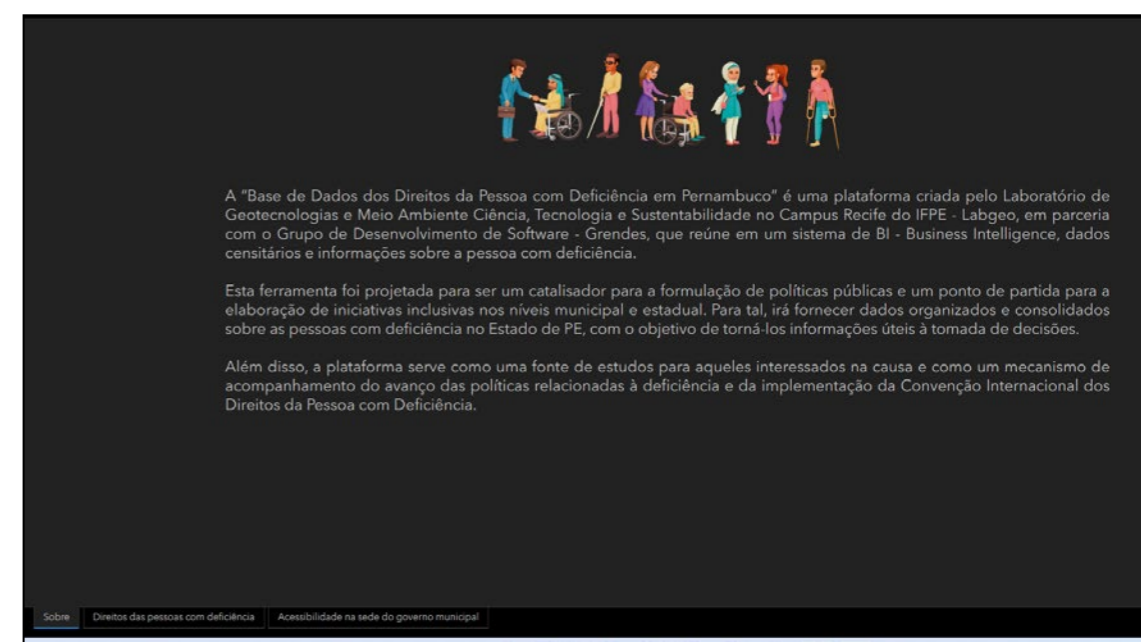 A “Base de Dados dos Direitos da Pessoa com Deficiência em Pernambuco” é uma plataforma criada pelo Laboratório de
Geotecnologias e Meio Ambiente Ciência, Tecnologia e Sustentabilidade no Campus Recife do IFPE - Labgeo, em parceria
com o Grupo de Desenvolvimento de Software - Grendes, que reúne em um sistema de BI - Business Intelligence, dados
censitários e informações sobre a pessoa com deficiência.
Esta ferramenta foi projetada para ser um catalisador para a formulação de políticas públicas e um ponto de partida para a
elaboração de iniciativas inclusivas nos níveis municipal e estadual. Para tal, irá fornecer dados organizados e consolidados
sobre as pessoas com deficiência no Estado de PE, com o objetivo de torná-los informações úteis à tomada de decisões.
Além disso, a plataforma serve como uma fonte de estudos para aqueles interessados na causa e como um mecanismo de
acompanhamento do avanço das políticas relacionadas à deficiência e da implementação da Convenção Internacional dos
Direitos da Pessoa com Deficiência.
Sobre
Direitos das pessoas com deficiência
Acessibilidade na sede do governo municipal